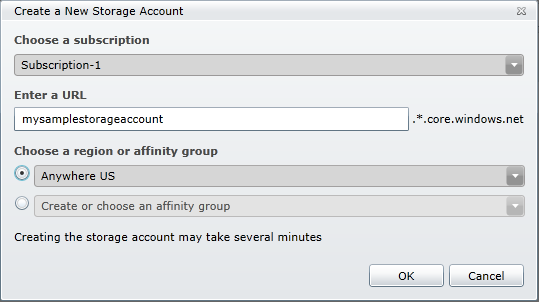 Create a New Storage Account
Choose a subscription
Subscription-1
Enter a URL
mysamplestorageaccount .*.core.windows.net
Choose a region or affinity group
Anywhere US
Create or choose an affinity group
Creating the storage account may take several minutes
OK Cancel